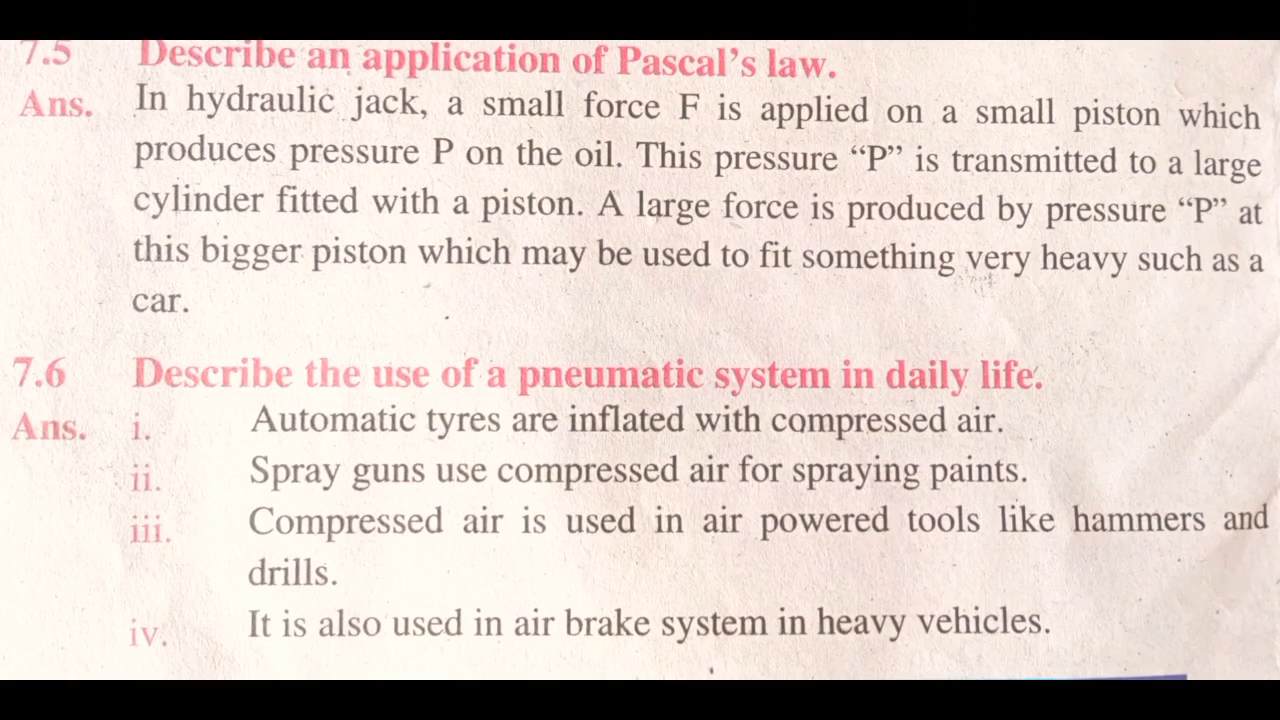 7.5 Describe an application of Pascal's law.
Ans. In hydraulic jack, a small force F is applied on a small piston which
produces pressure P on the oil. This pressure “P” is transmitted to a large
cylinder fitted with a piston. A large force is produced by pressure “P” at
this bigger piston which may be used to fit something very heavy such as a
car.
7.6 Describe the use of a pneumatic system in daily life.
Ans. i. Automatic tyres are inflated with compressed air.
ii. Spray guns use compressed air for spraying paints.
iii. Compressed air is used in air powered tools like hammers and
drills.
iv. It is also used in air brake system in heavy vehicles.